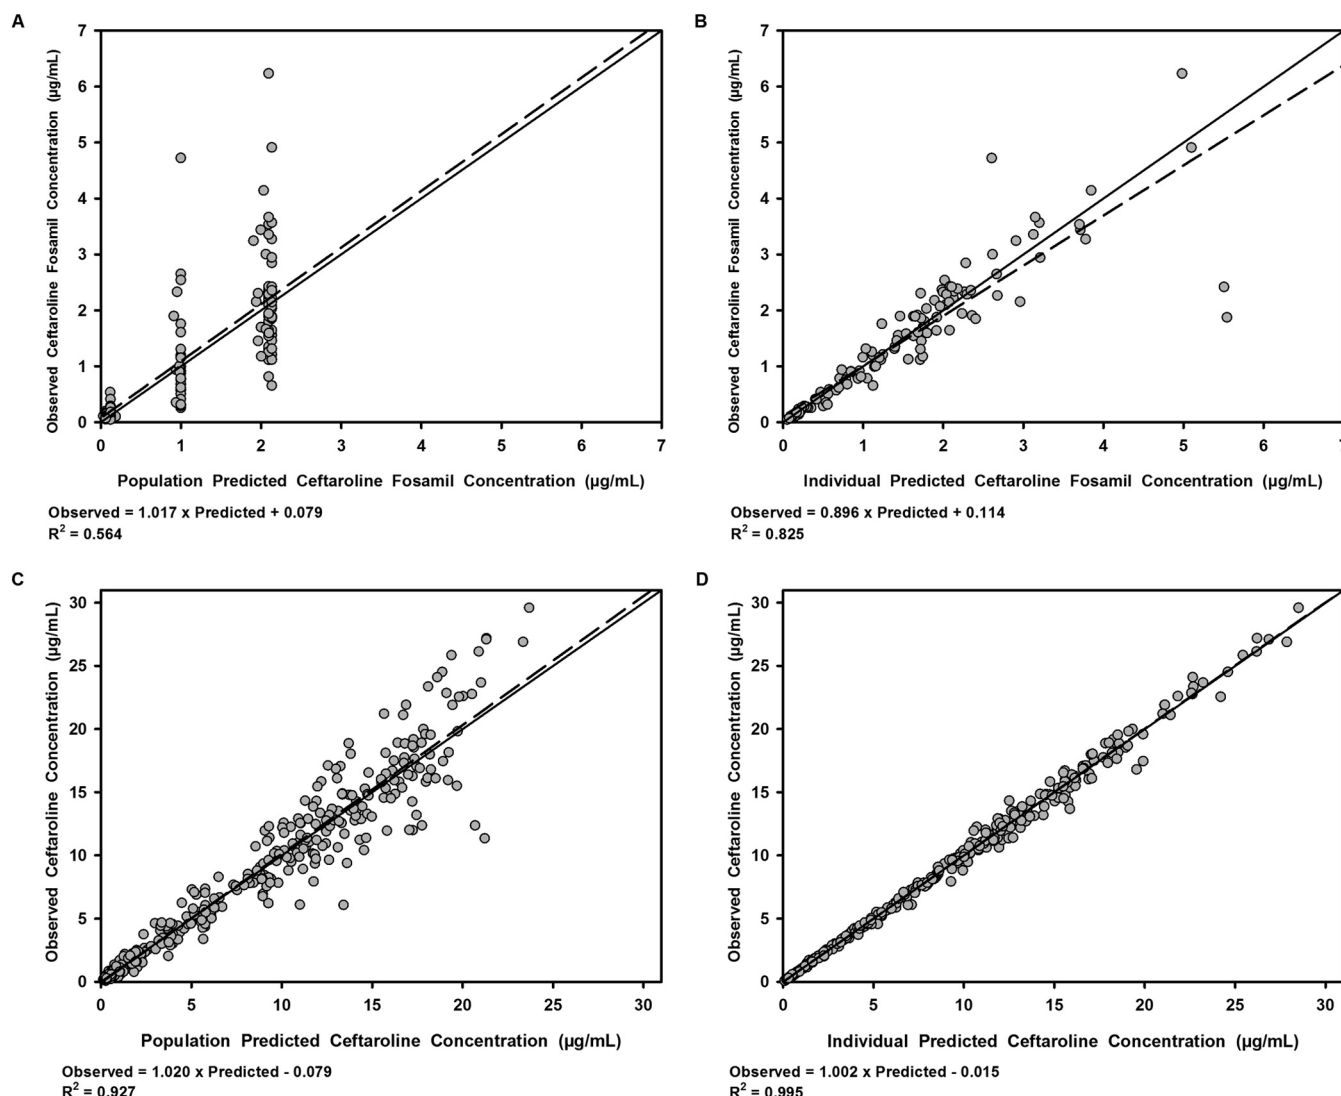 A
B
Observed Ceftaroline Fosamil Concentration (µg/mL)
7
6
5
4
3
2
1
0
0 1 2 3 4 5 6 7
Population Predicted Ceftaroline Fosamil Concentration (µg/mL)
Observed = 1.017 x Predicted + 0.079
R² = 0.564
Observed Ceftaroline Fosamil Concentration (µg/mL)
7
6
5
4
3
2
1
0
0 1 2 3 4 5 6
Individual Predicted Ceftaroline Fosamil Concentration (µg/mL)
Observed = 0.896 x Predicted + 0.114
R² = 0.825
C
D
Observed Ceftaroline Concentration (µg/mL)
30
25
20
15
10
5
0
0 5 10 15 20 25 30
Population Predicted Ceftaroline Concentration (µg/mL)
Observed = 1.020 x Predicted - 0.079
R² = 0.927
Observed Ceftaroline Concentration (µg/mL)
30
25
20
15
10
5
0
0 5 10 15 20 25 30
Individual Predicted Ceftaroline Concentration (µg/mL)
Observed = 1.002 x Predicted - 0.015
R² = 0.995